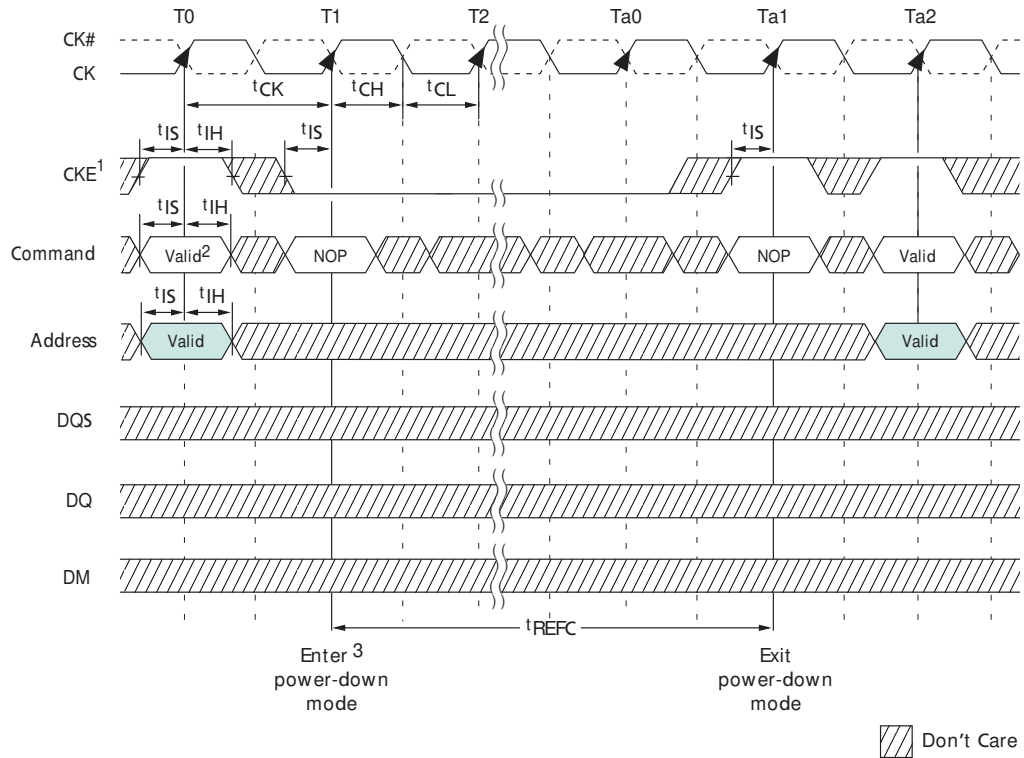 T0 T1 T2 Ta0 Ta1 Ta2
CK#
CK
tCK tCH tCL
tIS tIH tIS tIS
CKE1
tIS tIH
Command Valid2 NOP NOP Valid
tIS tIH
Address Valid Valid
DQS
DQ
DM
tREFC
Enter 3 Exit
power-down power-down
mode mode
Don't Care